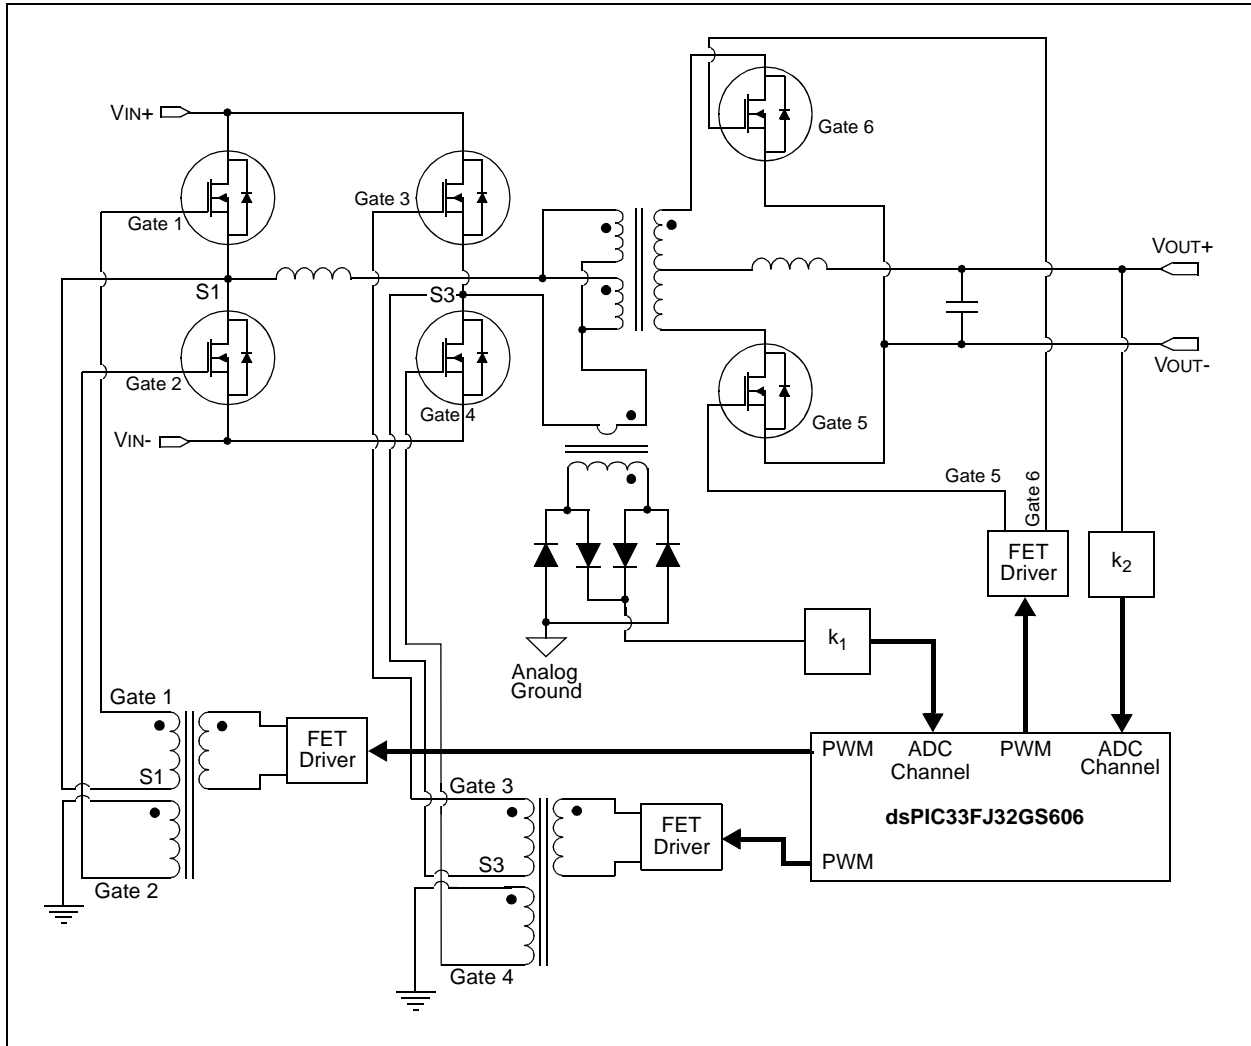 VIN+
Gate 1
Gate 3
Gate 6
S1
S3
VOUT+
Gate 2
Gate 4
VOUT-
VIN-
Gate 5
Gate 5
Gate 6
FET
Driver
k2
k1
Analog
Ground
Gate 1
S1
Gate 2
FET
Driver
Gate 3
S3
Gate 4
FET
Driver
PWM
ADC
Channel
PWM
ADC
Channel
dsPIC33FJ32GS606
PWM